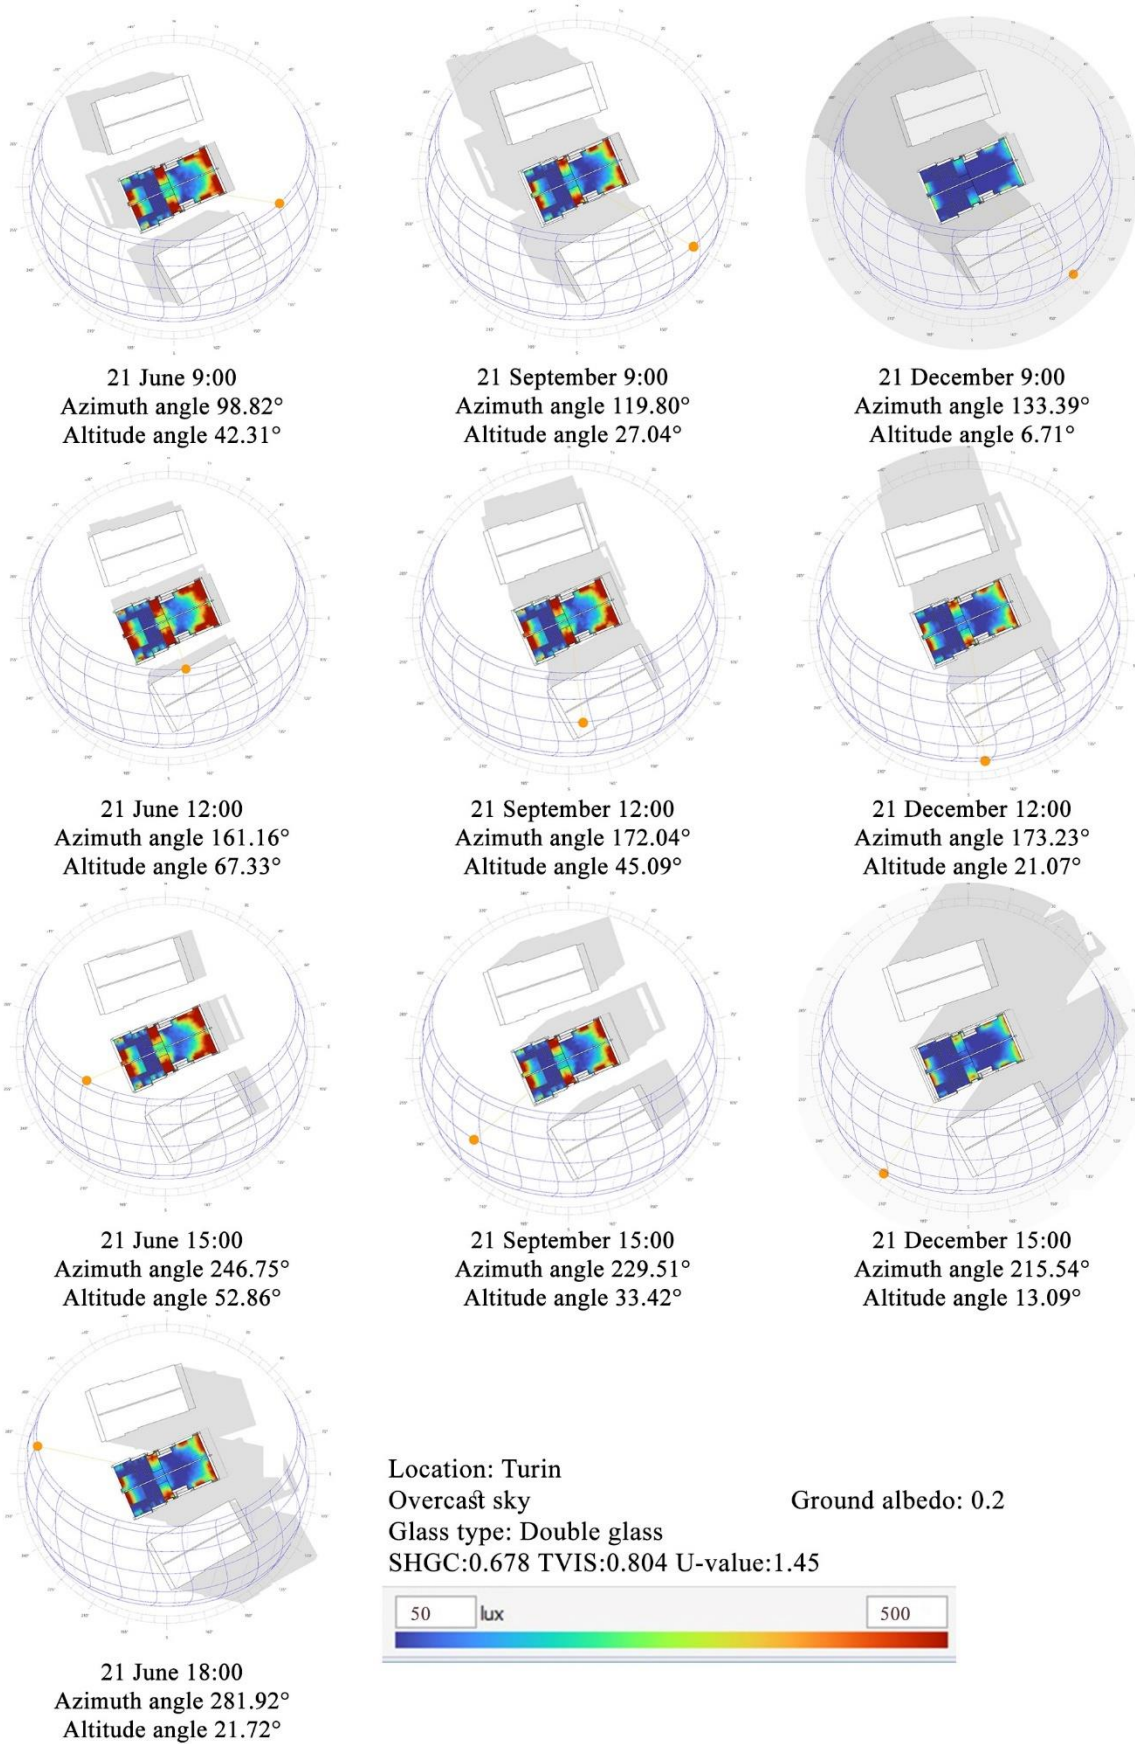 21 June 9:00
Azimuth angle 98.82°
Altitude angle 42.31°
21 September 9:00
Azimuth angle 119.80°
Altitude angle 27.04°
21 December 9:00
Azimuth angle 133.39°
Altitude angle 6.71°
21 June 12:00
Azimuth angle 161.16°
Altitude angle 67.33°
21 September 12:00
Azimuth angle 172.04°
Altitude angle 45.09°
21 December 12:00
Azimuth angle 173.23°
Altitude angle 21.07°
21 June 15:00
Azimuth angle 246.75°
Altitude angle 52.86°
21 September 15:00
Azimuth angle 229.51°
Altitude angle 33.42°
21 December 15:00
Azimuth angle 215.54°
Altitude angle 13.09°
21 June 18:00
Azimuth angle 281.92°
Altitude angle 21.72°
Location: Turin
Overcast sky Ground albedo: 0.2
Glass type: Double glass
SHGC:0.678 TVIS:0.804 U-value:1.45
50 lux 500